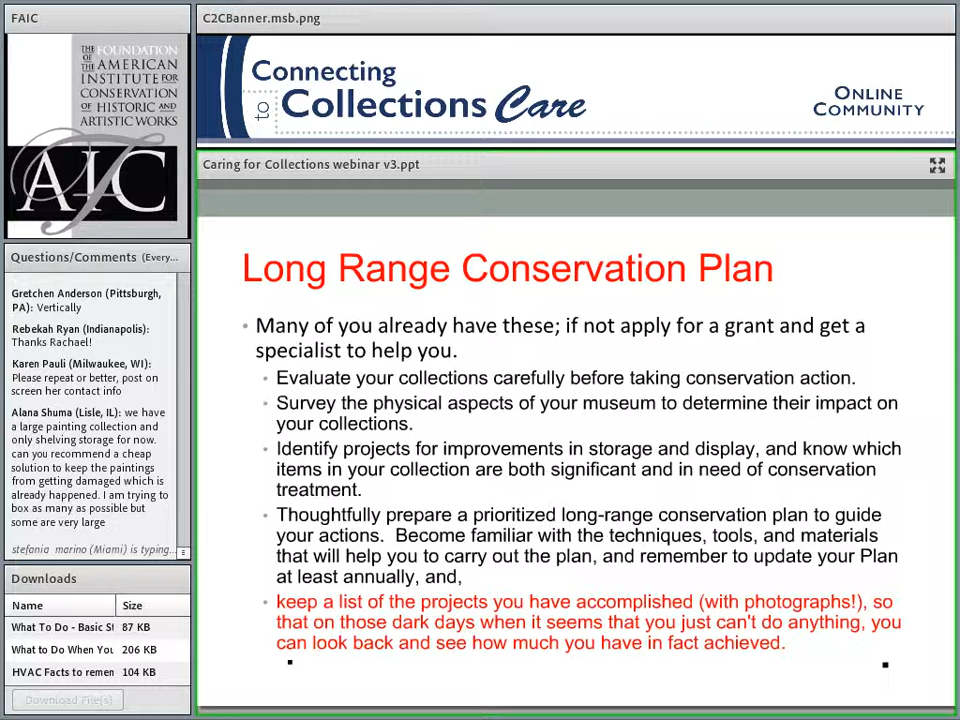 FAIC
THE FOUNDATION
OF THE AMERICAN
INSTITUTE FOR
CONSERVATION
OF HISTORIC AND
ARTISTIC WORKS
AIC
Questions/Comments (Every...
Gretchen Anderson (Pittsburgh,
PA): Vertically
Rebekah Ryan (Indianapolis):
Thanks Rachael!
Karen Pauli (Milwaukee, WI):
Please repeat or better, post on
screen her contact info
Alana Shuma (Lisle, IL): we have
a large painting collection and
only shelving storage for now.
can you recommend a cheap
solution to keep the paintings
from getting damaged which is
already happened. I am trying to
box as many as possible but
some are very large
stefania marino (Miami) is typing...
Downloads
Name Size
What To Do - Basic St 87 KB
What to Do When You 206 KB
HVAC Facts to remen 104 KB
Download File(s)
C2CBanner.msb.png
Connecting
to Collections Care
ONLINE
COMMUNITY
Caring for Collections webinar v3.ppt
Long Range Conservation Plan
• Many of you already have these; if not apply for a grant and get a
specialist to help you.
• Evaluate your collections carefully before taking conservation action.
• Survey the physical aspects of your museum to determine their impact on
your collections.
• Identify projects for improvements in storage and display, and know which
items in your collection are both significant and in need of conservation
treatment.
• Thoughtfully prepare a prioritized long-range conservation plan to guide
your actions. Become familiar with the techniques, tools, and materials
that will help you to carry out the plan, and remember to update your Plan
at least annually, and,
• keep a list of the projects you have accomplished (with photographs!), so
that on those dark days when it seems that you just can't do anything, you
can look back and see how much you have in fact achieved.